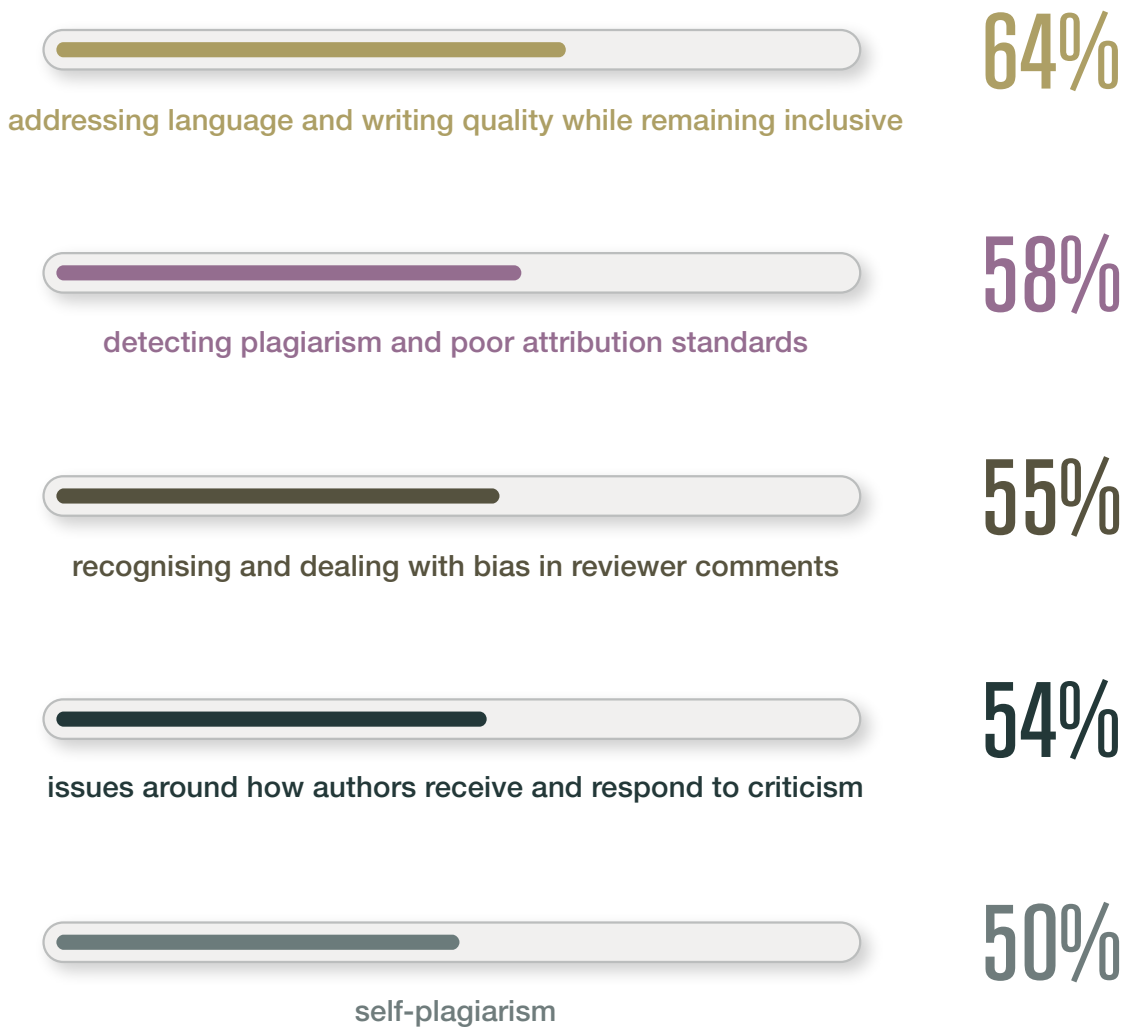 64%
addressing language and writing quality while remaining inclusive
58%
detecting plagiarism and poor attribution standards
55%
recognising and dealing with bias in reviewer comments
54%
issues around how authors receive and respond to criticism
50%
self-plagiarism